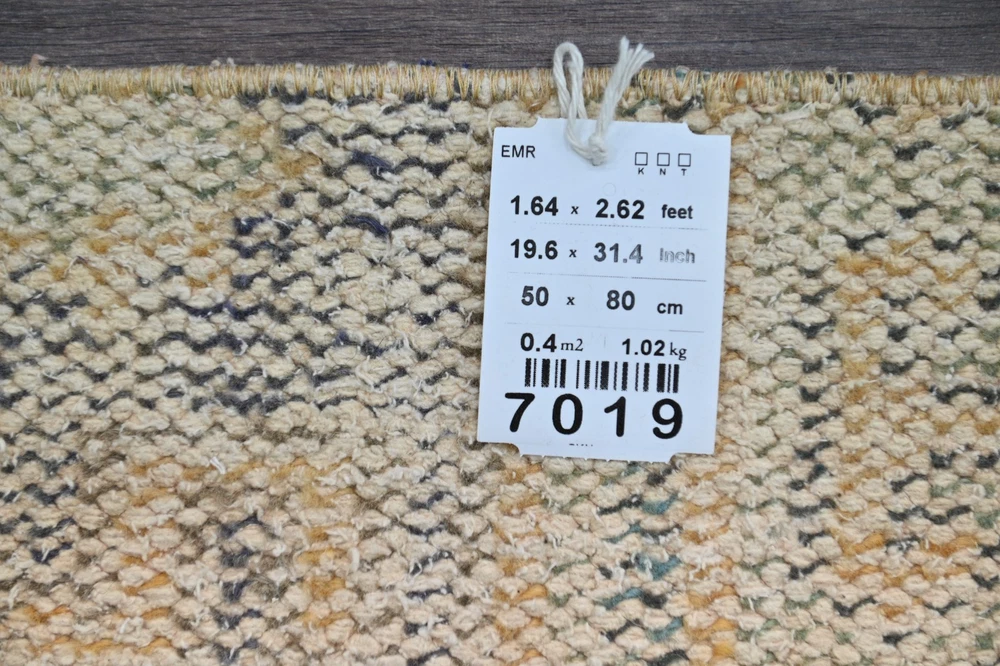 EMR
K N T
1.64 x 2.62 feet
19.6 x 31.4 Inch
50 x 80 cm
0.4 m2 1.02 kg
7019